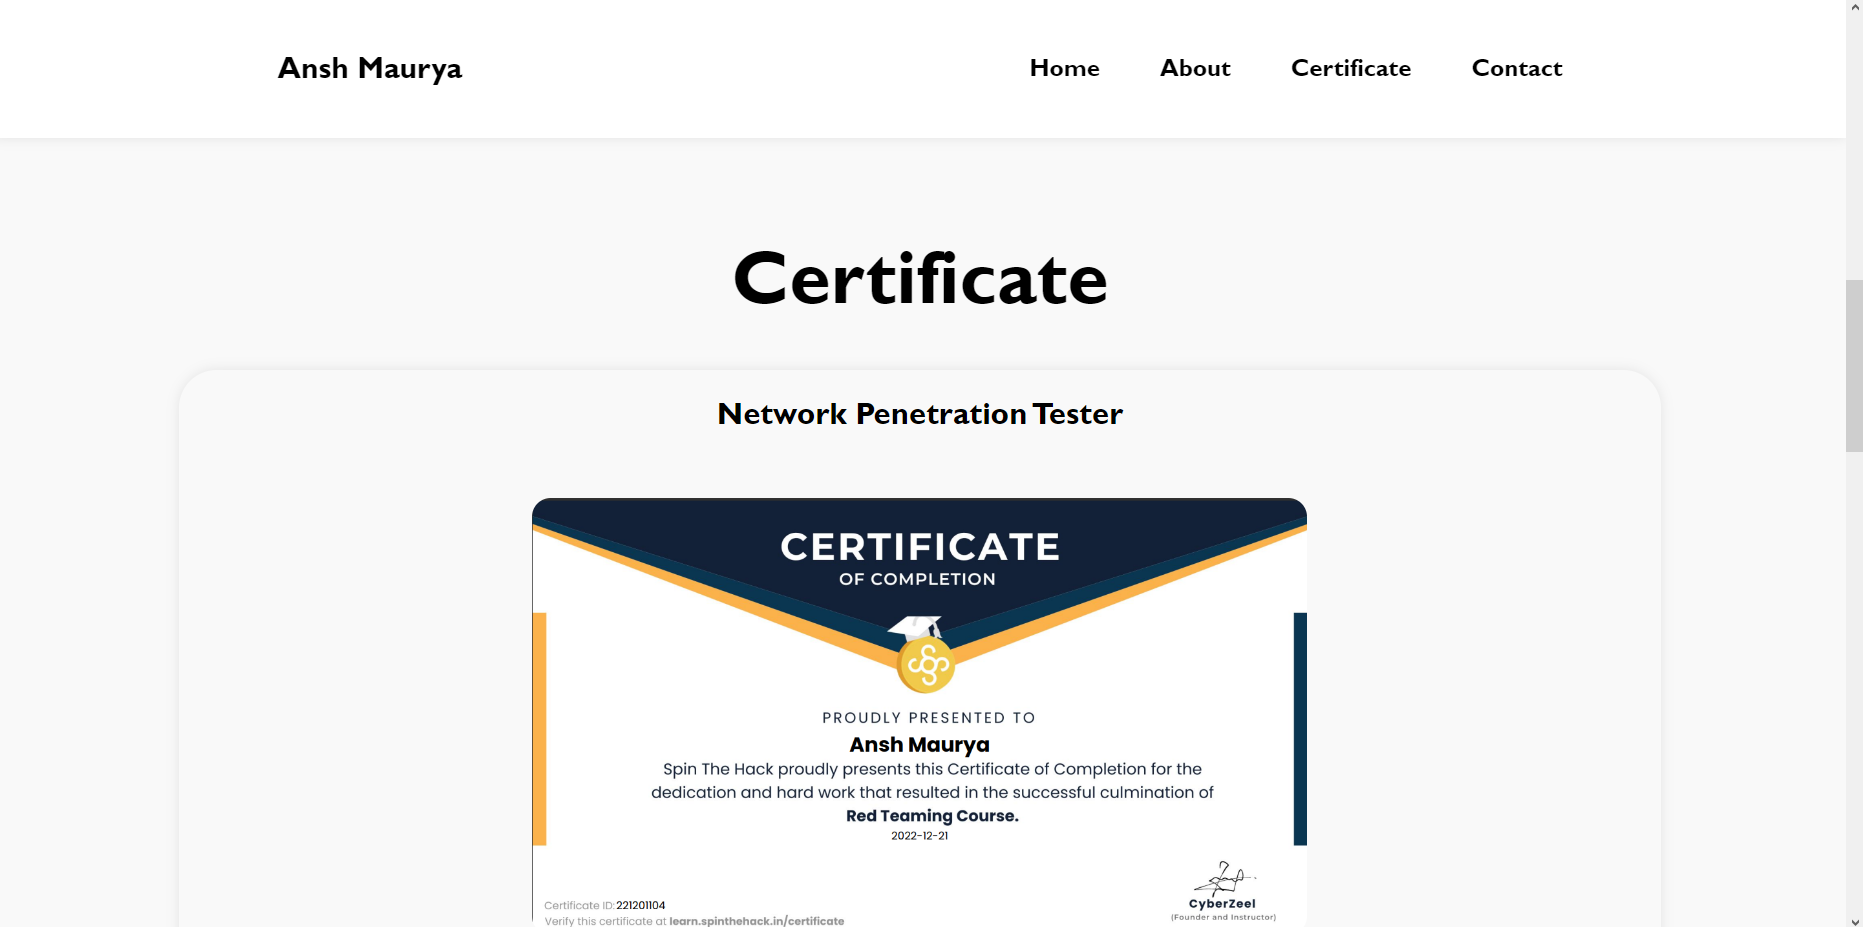 Ansh Maurya
Home About Certificate Contact
Certificate
Network Penetration Tester
CERTIFICATE
OF COMPLETION
PROUDLY PRESENTED TO
Ansh Maurya
Spin The Hack proudly presents this Certificate of Completion for the
dedication and hard work that resulted in the successful culmination of
Red Teaming Course.
2022-12-21
Certificate ID: 221201104
Verify this certificate at learn.spinthehack.in/certificate
CyberZeel
(Founder and Instructor)